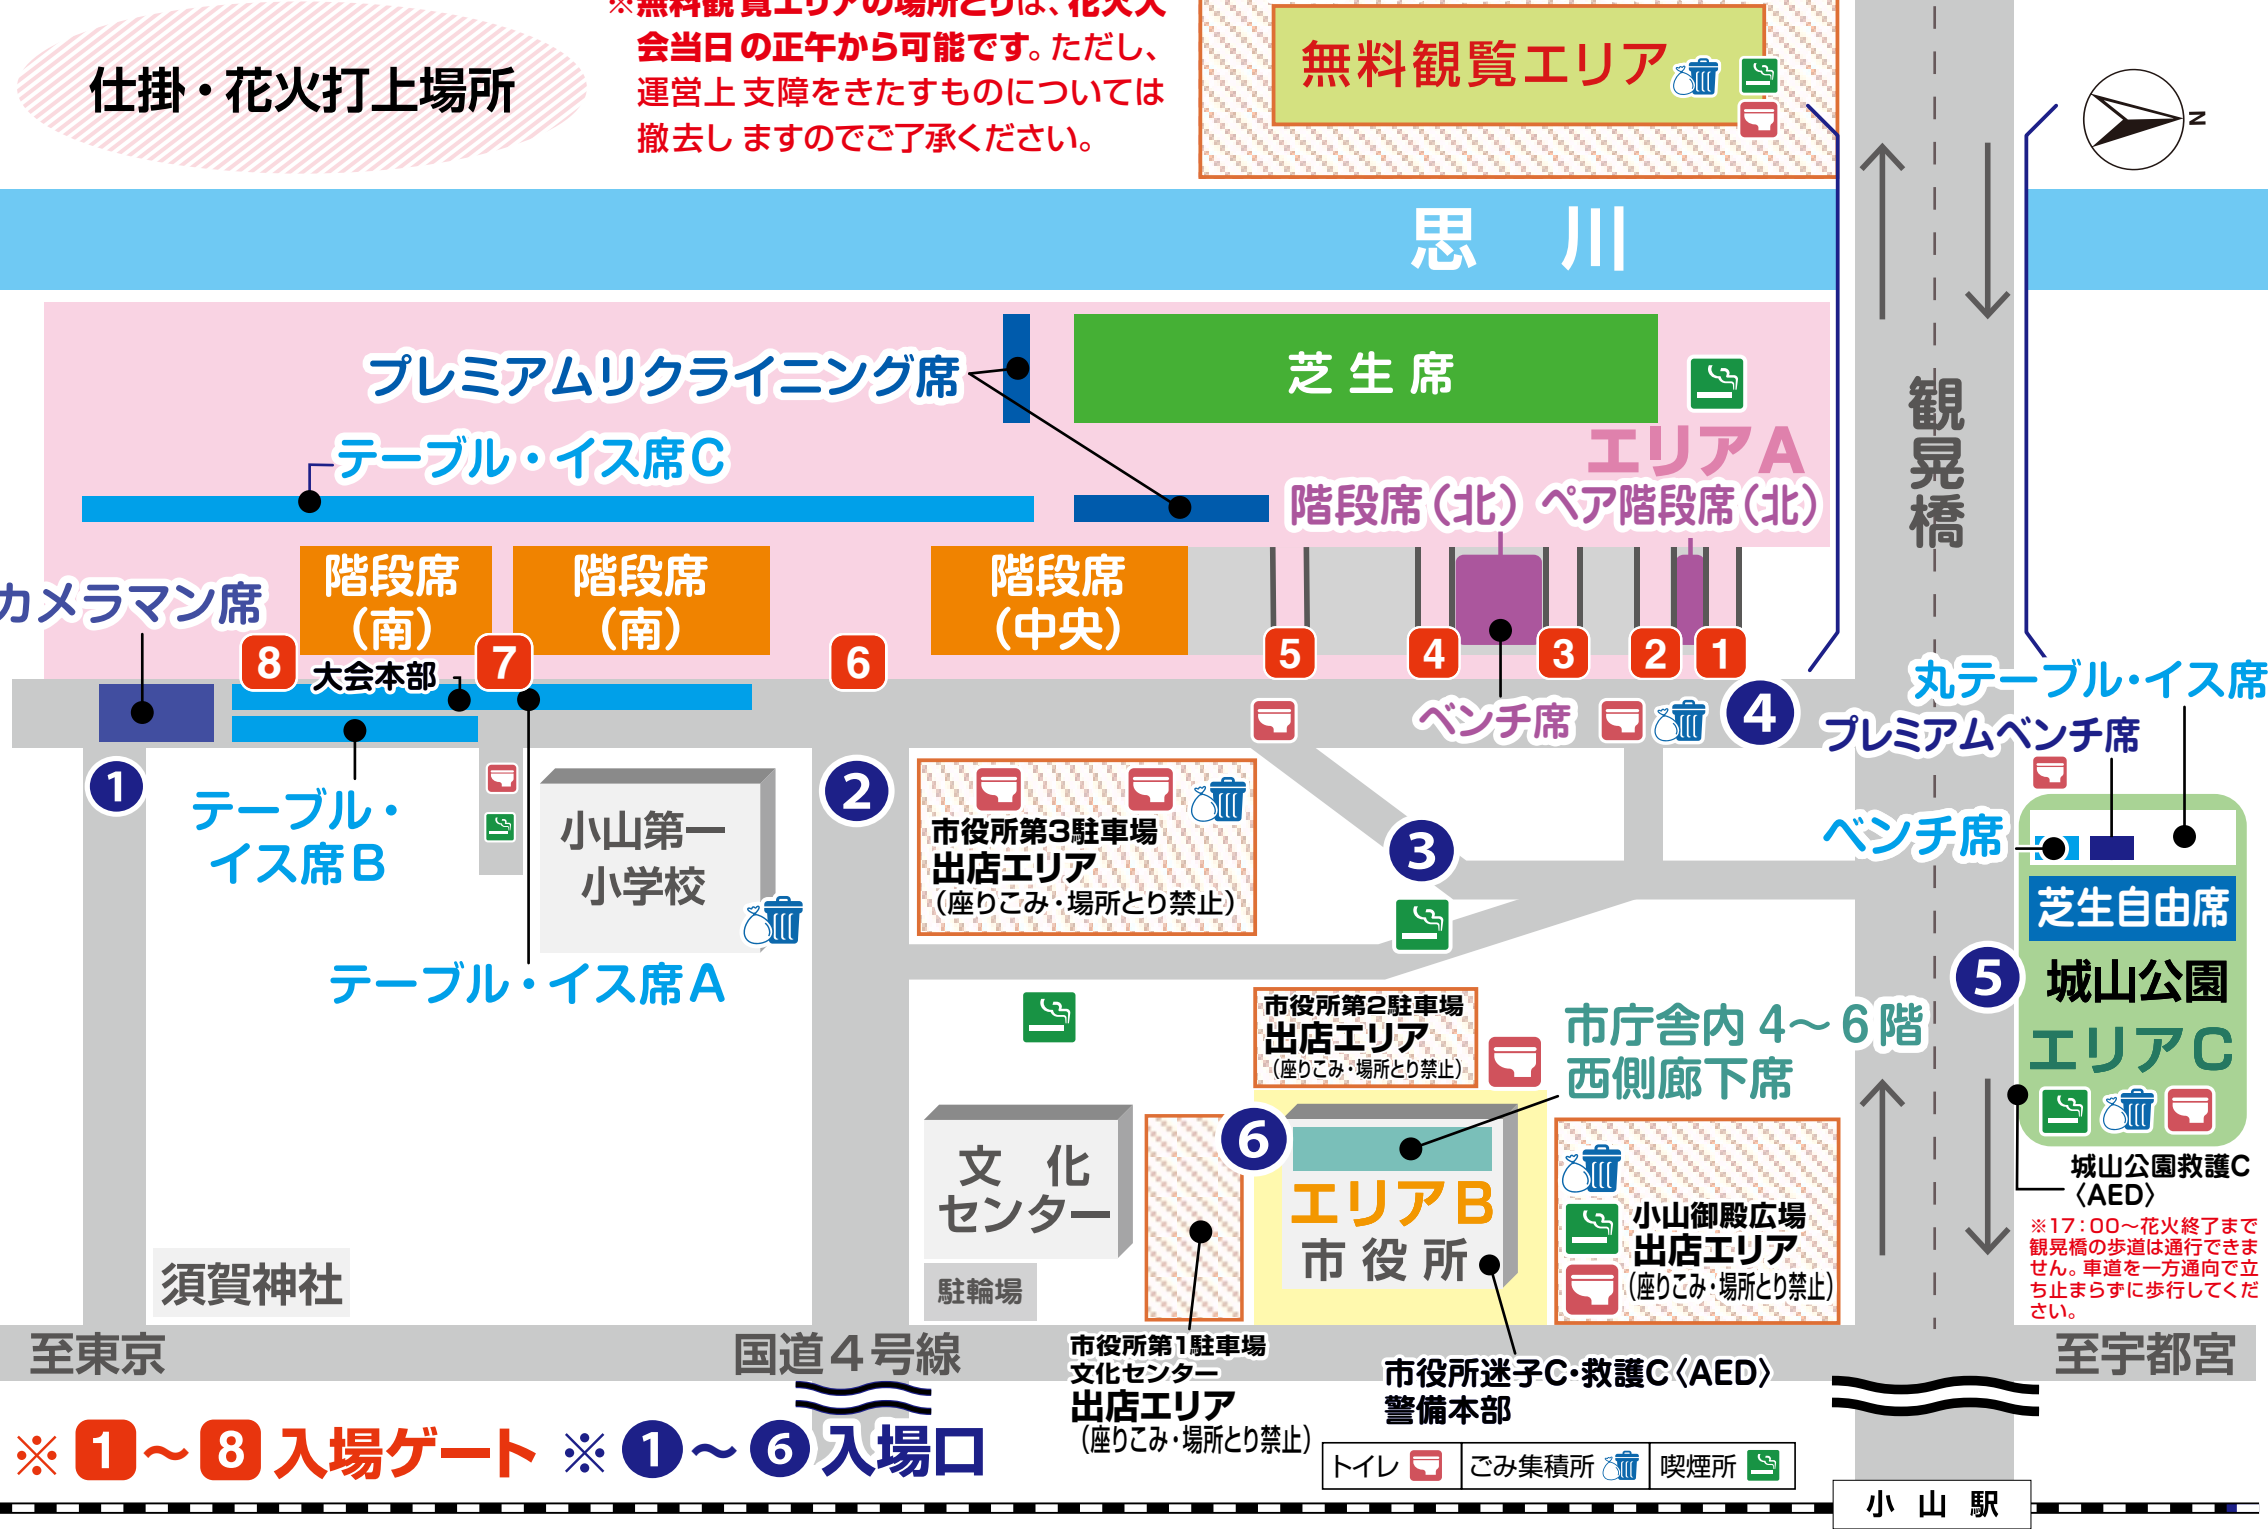 仕掛・花火打上場所
※無料観覧エリアの場所とりは、花火大
会当日の正午から可能です。ただし、
運営上支障をきたすものについては
撤去しますのでご了承ください。
無料観覧エリア
N
思 川
プレミアムリクライニング席
芝生席
テーブル・イス席C
エリアA
階段席(北)
ペア階段席(北)
観晃橋
カメラマン席
階段席
(南)
階段席
(南)
階段席
(中央)
8
大会本部
7
6
5
4
3
2
1
ベンチ席
4
丸テーブル・イス席
プレミアムベンチ席
ベンチ席
1
テーブル・
イス席B
小山第一
小学校
2
市役所第3駐車場
出店エリア
(座りこみ・場所とり禁止)
3
テーブル・イス席A
芝生自由席
5
城山公園
エリアC
市役所第2駐車場
出店エリア
(座りこみ・場所とり禁止)
市庁舎内 4〜6階
西側廊下席
文 化
センター
駐輪場
6
エリアB
市役所
小山御殿広場
出店エリア
(座りこみ・場所とり禁止)
城山公園救護C
〈AED〉
※17:00〜花火終了まで
観晃橋の歩道は通行できま
せん。車道を一方通向で立
ち止まらずに歩行してくだ
さい。
須賀神社
至東京
国道4号線
至宇都宮
市役所第1駐車場
文化センター
出店エリア
(座りこみ・場所とり禁止)
市役所迷子C・救護C〈AED〉
警備本部
※1〜8入場ゲート ※1〜6入場口
トイレ ごみ集積所 喫煙所
小山駅